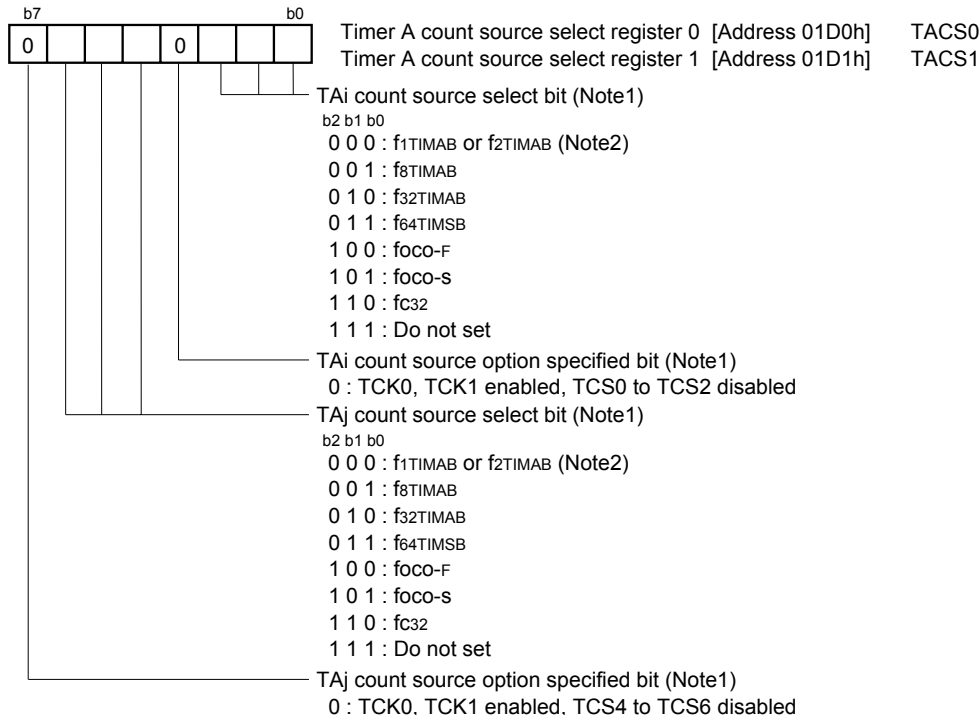 b7 b0
0 0
Timer A count source select register 0 [Address 01D0h] TACS0
Timer A count source select register 1 [Address 01D1h] TACS1
TAi count source select bit (Note1)
b2 b1 b0
0 0 0 : f1TIMAB or f2TIMAB (Note2)
0 0 1 : f8TIMAB
0 1 0 : f32TIMAB
0 1 1 : f64TIMSB
1 0 0 : foco-F
1 0 1 : foco-s
1 1 0 : fc32
1 1 1 : Do not set
TAi count source option specified bit (Note1)
0 : TCK0, TCK1 enabled, TCS0 to TCS2 disabled
TAj count source select bit (Note1)
b2 b1 b0
0 0 0 : f1TIMAB or f2TIMAB (Note2)
0 0 1 : f8TIMAB
0 1 0 : f32TIMAB
0 1 1 : f64TIMSB
1 0 0 : foco-F
1 0 1 : foco-s
1 1 0 : fc32
1 1 1 : Do not set
TAj count source option specified bit (Note1)
0 : TCK0, TCK1 enabled, TCS4 to TCS6 disabled